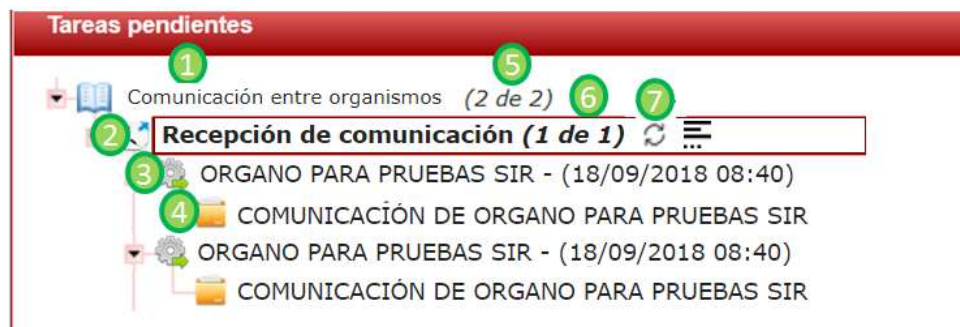 Tareas pendientes
1 5
Comunicación entre organismos (2 de 2) 6 7
2 Recepción de comunicación (1 de 1)
3 ORGANO PARA PRUEBAS SIR - (18/09/2018 08:40)
4 COMUNICACÍÓN DE ORGANO PARA PRUEBAS SIR
ORGANO PARA PRUEBAS SIR - (18/09/2018 08:40)
COMUNICACIÓN DE ORGANO PARA PRUEBAS SIR